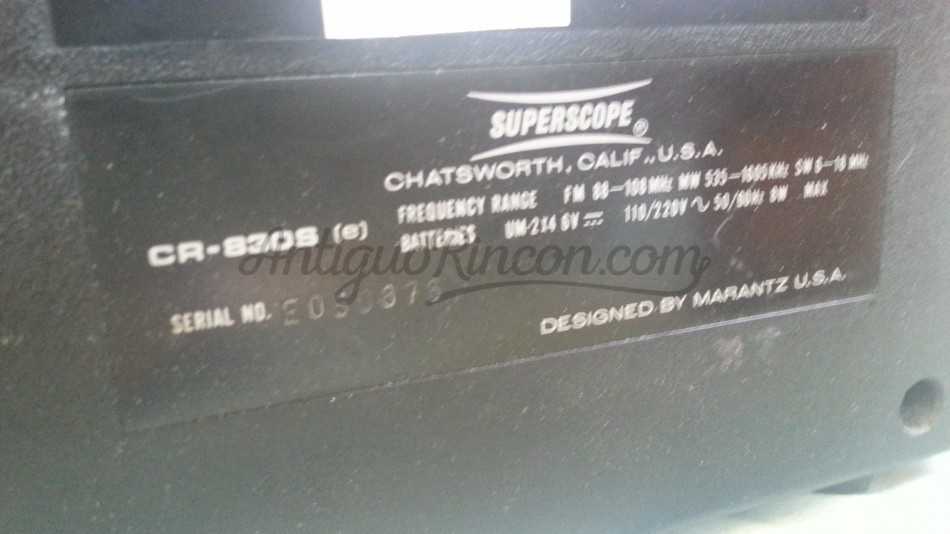 SUPERSCOPE®
CHATSWORTH, CALIF., U.S.A.
CR-830S (e)
FREQUENCY RANGE FM 88–108MHz MW 535–1605KHz SW 6–18 MHz
BATTERIES UM-2✕4 6V ⎓ 110/220V ∿ 50/60Hz 8W MAX
AntiguoRincon.com
SERIAL NO.
DESIGNED BY MARANTZ U.S.A.